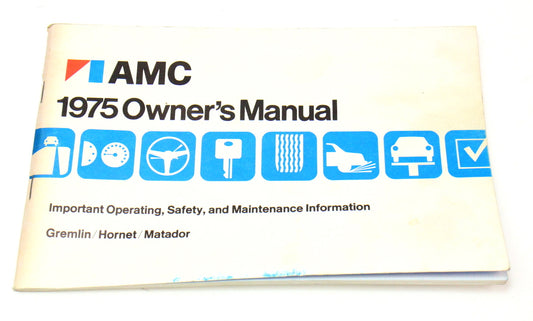 AMC
1975 Owner's Manual
Important Operating, Safety, and Maintenance Information
Gremlin/Hornet/Matador